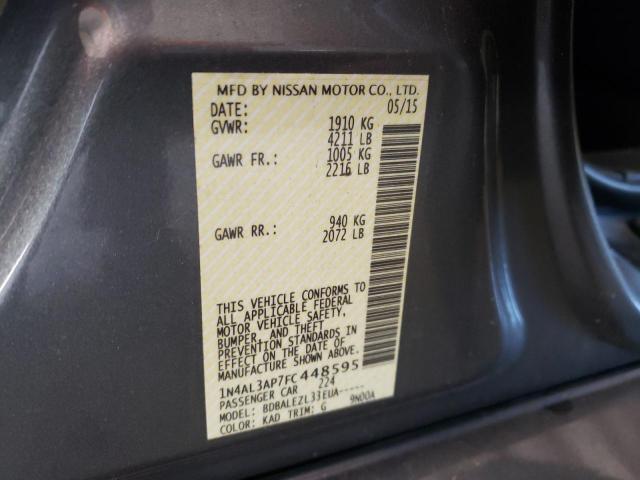 MFD BY NISSAN MOTOR CO., LTD.
DATE: 05/15
GVWR: 1910 KG
4211 LB
GAWR FR.: 1005 KG
2216 LB
GAWR RR.: 940 KG
2072 LB
THIS VEHICLE CONFORMS TO
ALL APPLICABLE FEDERAL
MOTOR VEHICLE SAFETY,
BUMPER, AND THEFT
PREVENTION STANDARDS IN
EFFECT ON THE DATE OF
MANUFACTURE SHOWN ABOVE.
1N4AL3AP7FC448595
PASSENGER CAR 224
MODEL: BDBALEZL33EUA-----
COLOR: KAD TRIM: G 9N00A